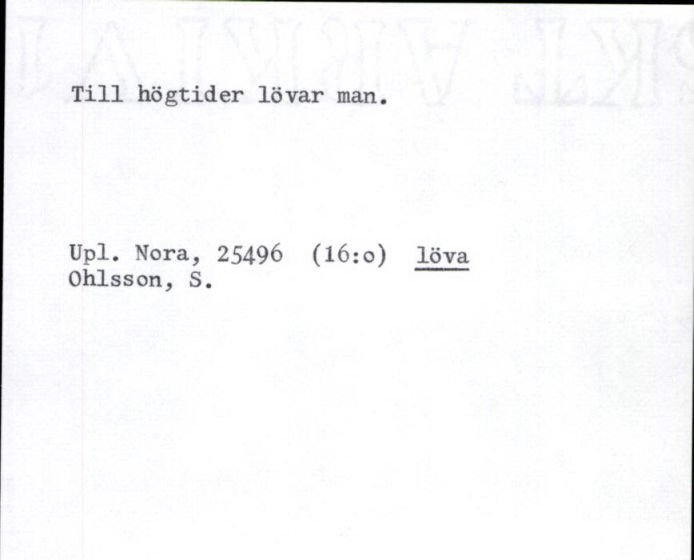 Till högtider lövar man.
Upl. Nora, 25496 (16:o) löva
Ohlsson, S.